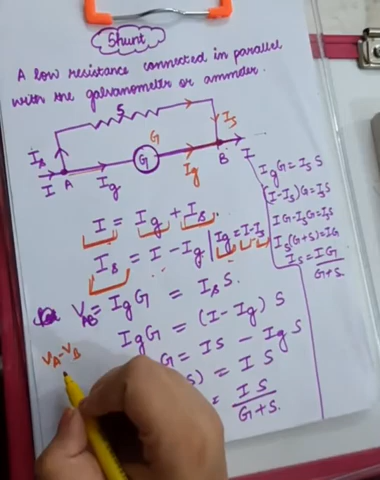 Shunt
A low resistance connected in parallel
with the galvanometer or ammeter.
S
Is
Is
G
G
I
A
Ig
Ig
B
I
I = Ig + Is
Is = I - Ig
Ig = I - Is
VAB = IgG = IsS.
IgG = (I - Ig) S
G = IS - IgS
S) = IS
= IS/G+S.
VA - VB
IgG = IsS
(I-Is)G = IsS
IG - IsG = IsS
Is(G+S) = IG
Is = IG/G+S.